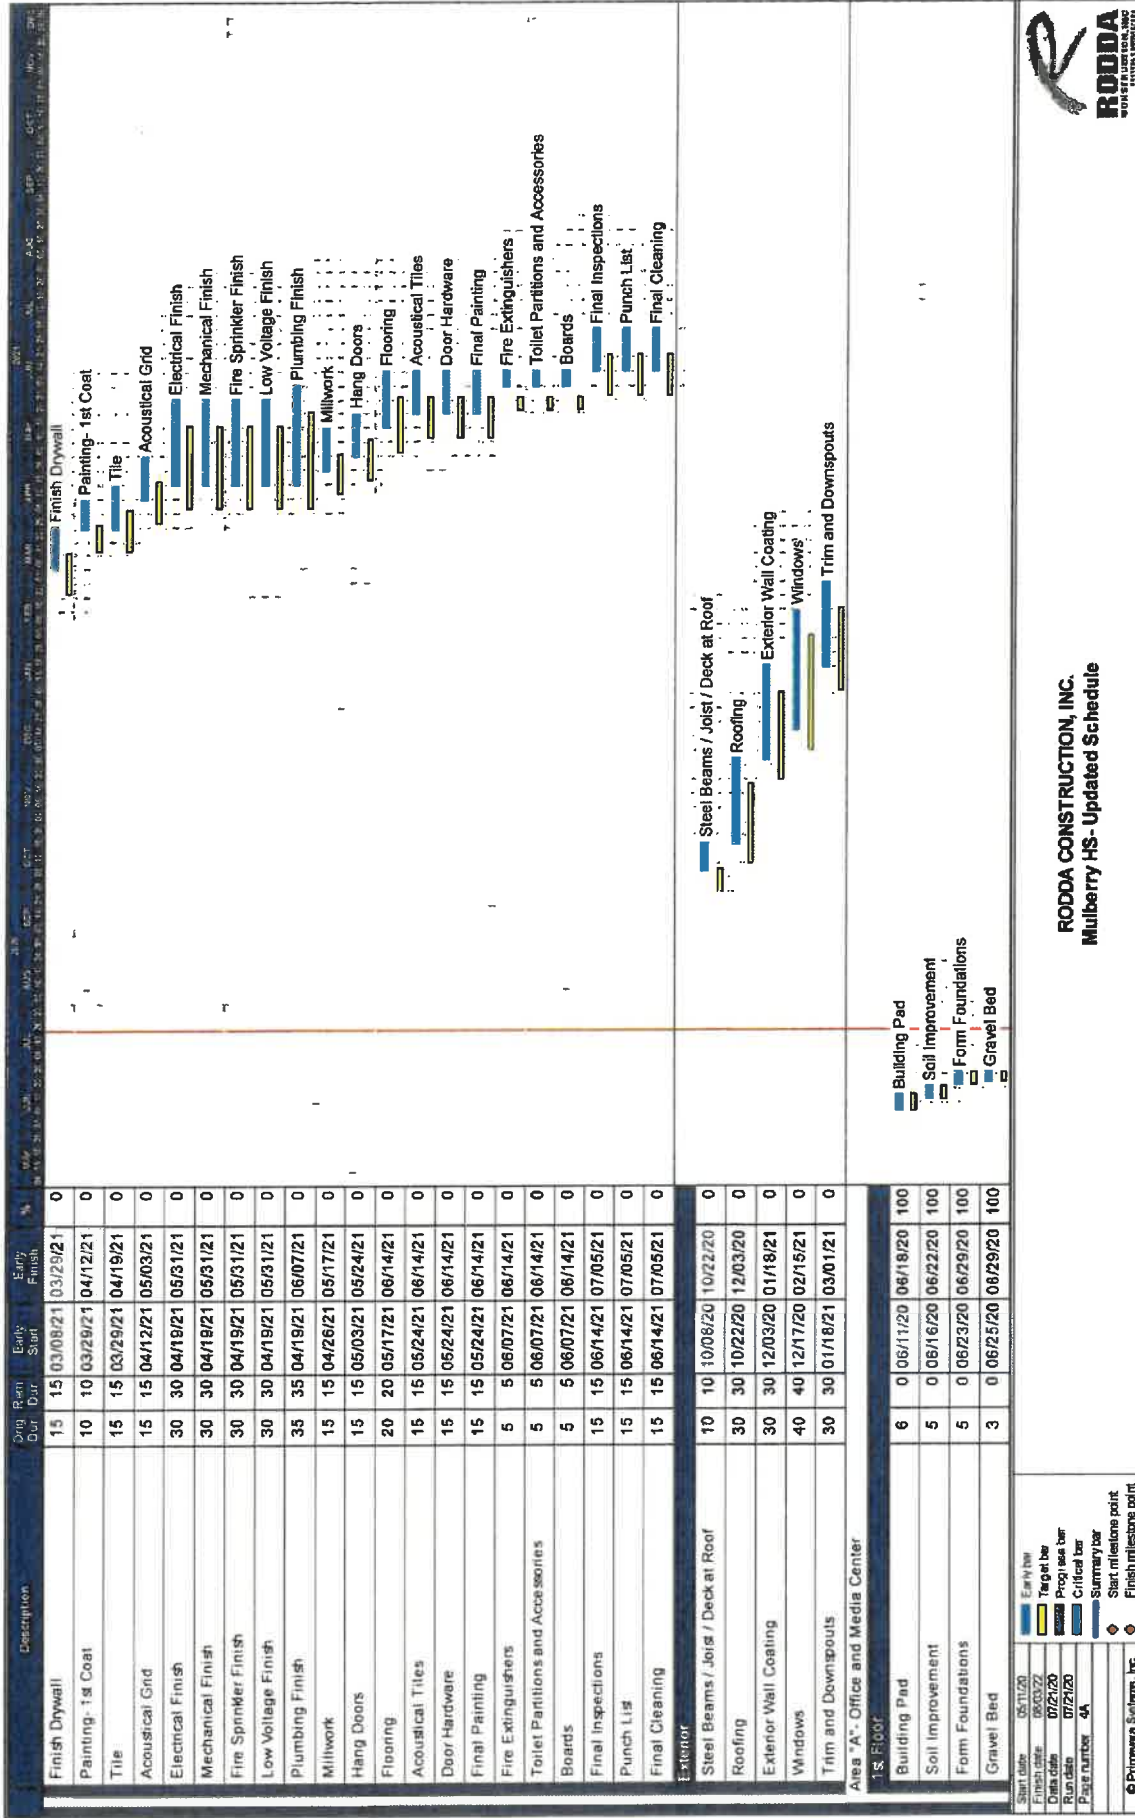 Description Orig Dur Rem Dur Early Start Early Finish %
Finish Drywall 15 15 03/08/21 03/29/21 0 Finish Drywall
Painting- 1st Coat 10 10 03/29/21 04/12/21 0 Painting- 1st Coat
Tile 15 15 03/29/21 04/19/21 0 Tile
Acoustical Grid 15 15 04/12/21 05/03/21 0 Acoustical Grid
Electrical Finish 30 30 04/19/21 05/31/21 0 Electrical Finish
Mechanical Finish 30 30 04/19/21 05/31/21 0 Mechanical Finish
Fire Sprinkler Finish 30 30 04/19/21 05/31/21 0 Fire Sprinkler Finish
Low Voltage Finish 30 30 04/19/21 05/31/21 0 Low Voltage Finish
Plumbing Finish 35 35 04/19/21 06/07/21 0 Plumbing Finish
Millwork 15 15 04/26/21 05/17/21 0 Millwork
Hang Doors 15 15 05/03/21 05/24/21 0 Hang Doors
Flooring 20 20 05/17/21 06/14/21 0 Flooring
Acoustical Tiles 15 15 05/24/21 06/14/21 0 Acoustical Tiles
Door Hardware 15 15 05/24/21 06/14/21 0 Door Hardware
Final Painting 15 15 05/24/21 06/14/21 0 Final Painting
Fire Extinguishers 5 5 06/07/21 06/14/21 0 Fire Extinguishers
Toilet Partitions and Accessories 5 5 06/07/21 06/14/21 0 Toilet Partitions and Accessories
Boards 5 5 06/07/21 06/14/21 0 Boards
Final Inspections 15 15 06/14/21 07/05/21 0 Final Inspections
Punch List 15 15 06/14/21 07/05/21 0 Punch List
Final Cleaning 15 15 06/14/21 07/05/21 0 Final Cleaning
Exterior
Steel Beams / Joist / Deck at Roof 10 10 10/08/20 10/22/20 0 Steel Beams / Joist / Deck at Roof
Roofing 30 30 10/22/20 12/03/20 0 Roofing
Exterior Wall Coating 30 30 12/03/20 01/18/21 0 Exterior Wall Coating
Windows 40 40 12/17/20 02/15/21 0 Windows
Trim and Downspouts 30 30 01/18/21 03/01/21 0 Trim and Downspouts
Area "A"- Office and Media Center
1st Floor
Building Pad 6 0 06/11/20 06/18/20 100 Building Pad
Soil Improvement 5 0 06/16/20 06/22/20 100 Soil Improvement
Form Foundations 5 0 06/23/20 06/29/20 100 Form Foundations
Gravel Bed 3 0 06/25/20 06/29/20 100 Gravel Bed
Start date 05/11/20
Finish date 08/03/22
Data date 07/21/20
Run date 07/21/20
Page number 4A
© Primavera Systems, Inc.
Early bar
Target bar
Progress bar
Critical bar
Summary bar
Start milestone point
Finish milestone point
RODDA CONSTRUCTION, INC.
Mulberry HS- Updated Schedule
R
RODDA
CONSTRUCTION, INC